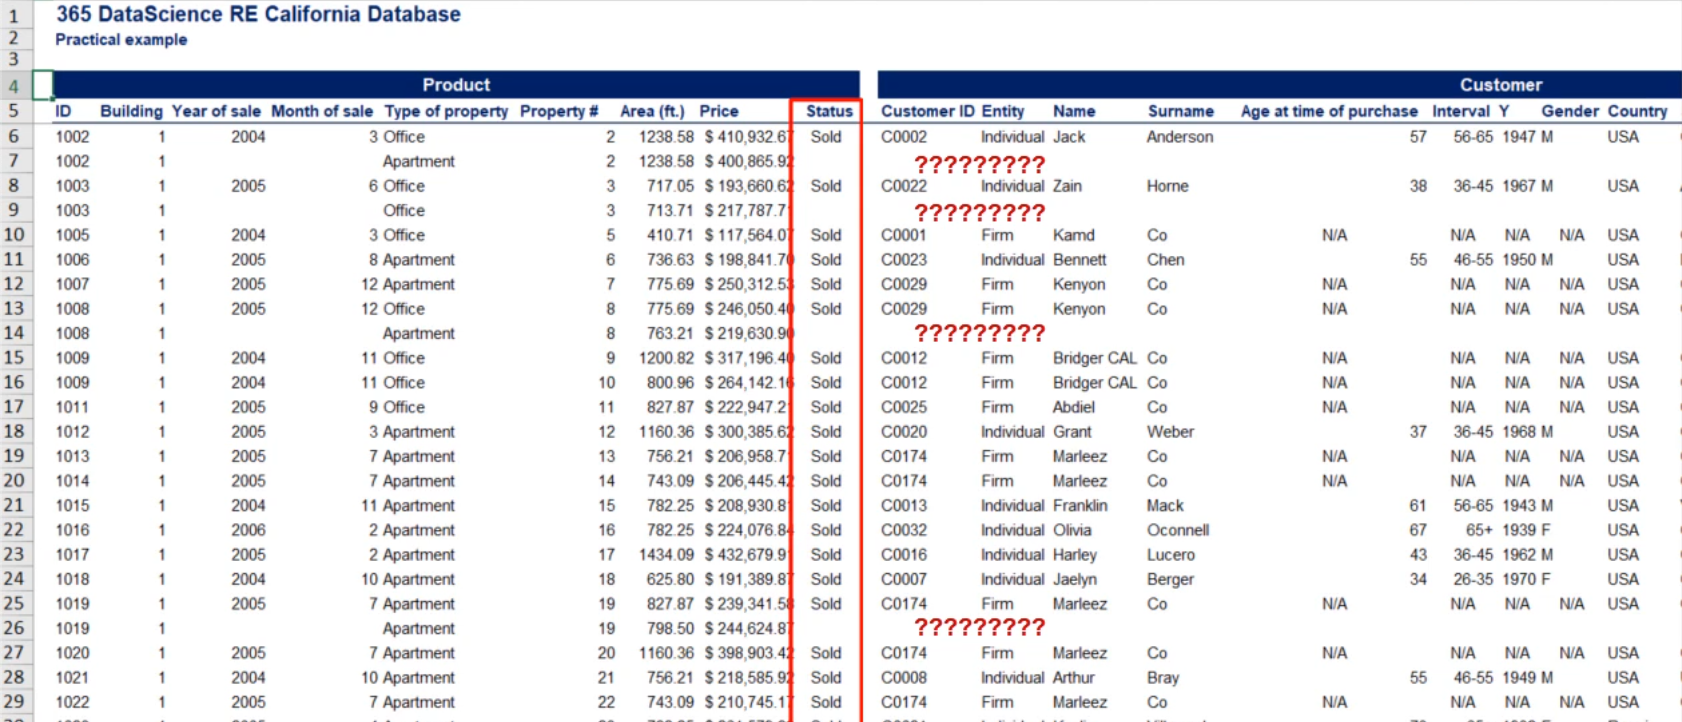 1 365 DataScience RE California Database
2 Practical example
3
4 Product Customer
5 ID Building Year of sale Month of sale Type of property Property # Area (ft.) Price Status Customer ID Entity Name Surname Age at time of purchase Interval Y Gender Country
6 1002 1 2004 3 Office 2 1238.58 $ 410,932.67 Sold C0002 Individual Jack Anderson 57 56-65 1947 M USA
7 1002 1 Apartment 2 1238.58 $ 400,865.92 ?????????
8 1003 1 2005 6 Office 3 717.05 $ 193,660.62 Sold C0022 Individual Zain Horne 38 36-45 1967 M USA
9 1003 1 Office 3 713.71 $ 217,787.71 ?????????
10 1005 1 2004 3 Office 5 410.71 $ 117,564.07 Sold C0001 Firm Kamd Co N/A N/A N/A N/A USA
11 1006 1 2005 8 Apartment 6 736.63 $ 198,841.70 Sold C0023 Individual Bennett Chen 55 46-55 1950 M USA
12 1007 1 2005 12 Apartment 7 775.69 $ 250,312.53 Sold C0029 Firm Kenyon Co N/A N/A N/A N/A USA
13 1008 1 2005 12 Office 8 775.69 $ 246,050.40 Sold C0029 Firm Kenyon Co N/A N/A N/A N/A USA
14 1008 1 Apartment 8 763.21 $ 219,630.90 ?????????
15 1009 1 2004 11 Office 9 1200.82 $ 317,196.40 Sold C0012 Firm Bridger CAL Co N/A N/A N/A N/A USA
16 1009 1 2004 11 Office 10 800.96 $ 264,142.16 Sold C0012 Firm Bridger CAL Co N/A N/A N/A N/A USA
17 1011 1 2005 9 Office 11 827.87 $ 222,947.21 Sold C0025 Firm Abdiel Co N/A N/A N/A N/A USA
18 1012 1 2005 3 Apartment 12 1160.36 $ 300,385.62 Sold C0020 Individual Grant Weber 37 36-45 1968 M USA
19 1013 1 2005 7 Apartment 13 756.21 $ 206,958.71 Sold C0174 Firm Marleez Co N/A N/A N/A N/A USA
20 1014 1 2005 7 Apartment 14 743.09 $ 206,445.42 Sold C0174 Firm Marleez Co N/A N/A N/A N/A USA
21 1015 1 2004 11 Apartment 15 782.25 $ 208,930.81 Sold C0013 Individual Franklin Mack 61 56-65 1943 M USA
22 1016 1 2006 2 Apartment 16 782.25 $ 224,076.84 Sold C0032 Individual Olivia Oconnell 67 65+ 1939 F USA
23 1017 1 2005 2 Apartment 17 1434.09 $ 432,679.91 Sold C0016 Individual Harley Lucero 43 36-45 1962 M USA
24 1018 1 2004 10 Apartment 18 625.80 $ 191,389.87 Sold C0007 Individual Jaelyn Berger 34 26-35 1970 F USA
25 1019 1 2005 7 Apartment 19 827.87 $ 239,341.58 Sold C0174 Firm Marleez Co N/A N/A N/A N/A USA
26 1019 1 Apartment 19 798.50 $ 244,624.87 ?????????
27 1020 1 2005 7 Apartment 20 1160.36 $ 398,903.42 Sold C0174 Firm Marleez Co N/A N/A N/A N/A USA
28 1021 1 2004 10 Apartment 21 756.21 $ 218,585.92 Sold C0008 Individual Arthur Bray 55 46-55 1949 M USA
29 1022 1 2005 7 Apartment 22 743.09 $ 210,745.17 Sold C0174 Firm Marleez Co N/A N/A N/A N/A USA